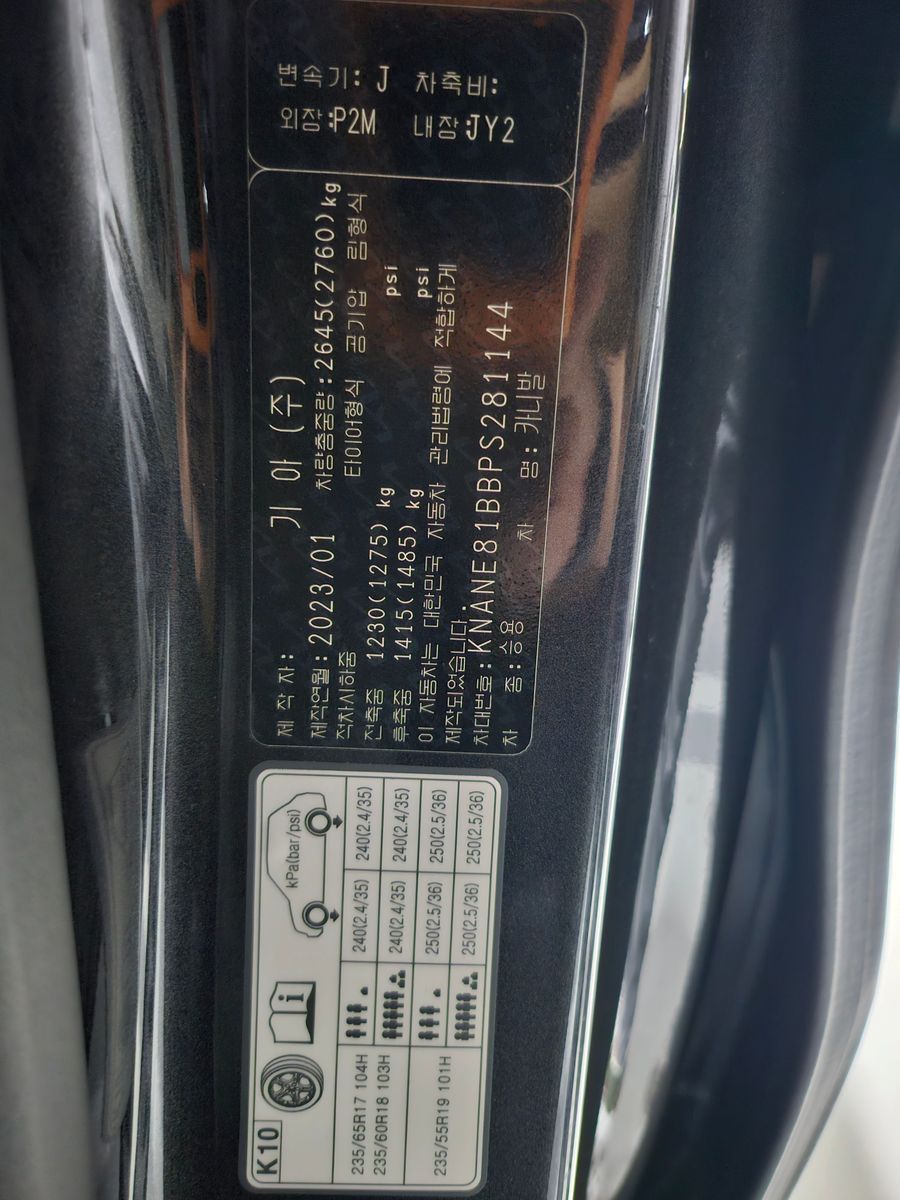 변속기: J 차축비:
외장:P2M 내장:JY2
제 작 자: 기 아 (주)
제작연월: 2023/01 차량총중량:2645(2760)kg
적차시하중 타이어형식 공기압 림형식
전축중 1230(1275) kg psi
후축중 1415(1485) kg psi
이 자동차는 대한민국 자동차 관리법령에 적합하게
제작되었습니다.
차대번호:KNANE81BBPS281144
차 종: 승용 차 명: 카니발
K10 i kPa(bar/psi)
235/65R17 104H 240(2.4/35) 240(2.4/35)
235/60R18 103H 240(2.4/35) 240(2.4/35)
235/55R19 101H 250(2.5/36) 250(2.5/36)
250(2.5/36) 250(2.5/36)